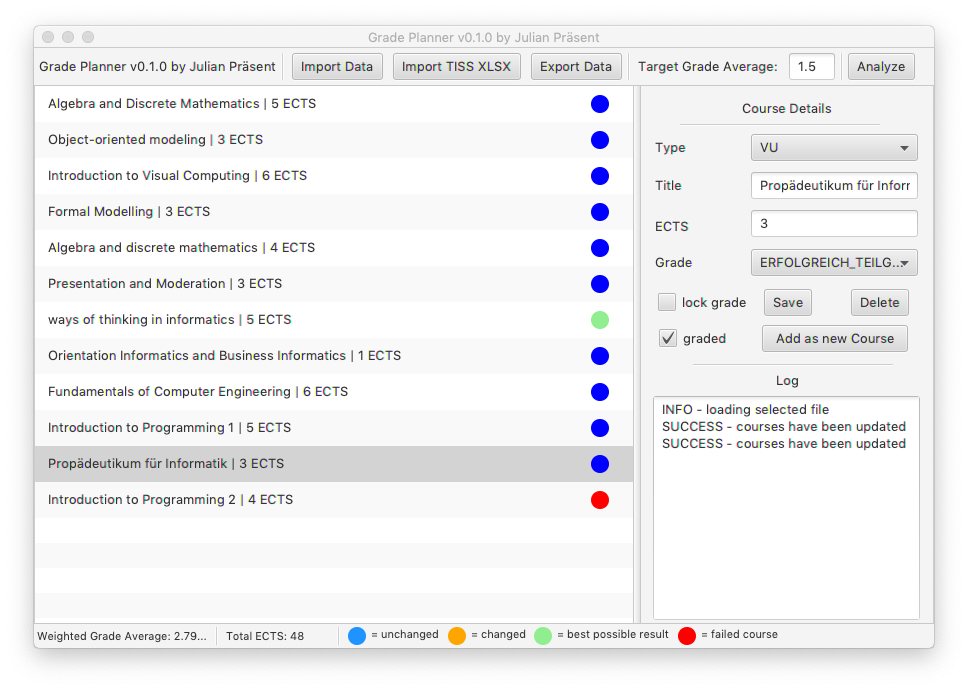 Grade Planner v0.1.0 by Julian Präsent
Grade Planner v0.1.0 by Julian Präsent Import Data Import TISS XLSX Export Data Target Grade Average: 1.5 Analyze
Algebra and Discrete Mathematics | 5 ECTS
Object-oriented modeling | 3 ECTS
Introduction to Visual Computing | 6 ECTS
Formal Modelling | 3 ECTS
Algebra and discrete mathematics | 4 ECTS
Presentation and Moderation | 3 ECTS
ways of thinking in informatics | 5 ECTS
Orientation Informatics and Business Informatics | 1 ECTS
Fundamentals of Computer Engineering | 6 ECTS
Introduction to Programming 1 | 5 ECTS
Propädeutikum für Informatik | 3 ECTS
Introduction to Programming 2 | 4 ECTS
Course Details
Type VU
Title Propädeutikum für Inforr
ECTS 3
Grade ERFOLGREICH_TEILG...
lock grade Save Delete
graded Add as new Course
Log
INFO - loading selected file
SUCCESS - courses have been updated
SUCCESS - courses have been updated
Weighted Grade Average: 2.79... Total ECTS: 48 = unchanged = changed = best possible result = failed course